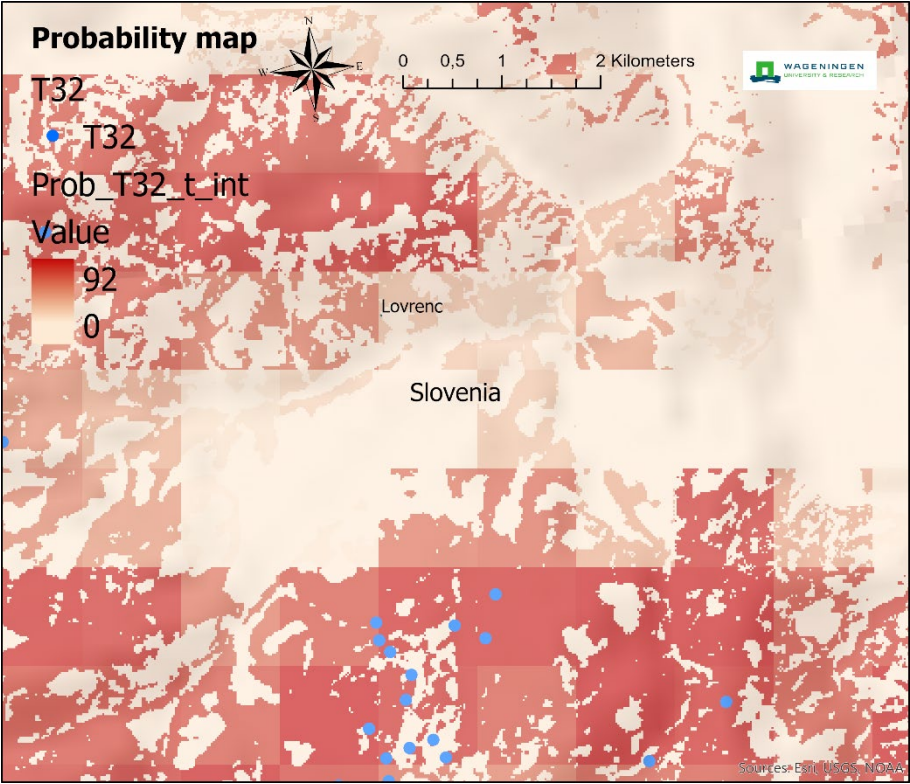 Probability map
T32
T32
Prob_T32_t_int
Value
92
0
N
W
E
S
0 0,5 1 2 Kilometers
WAGENINGEN
UNIVERSITY & RESEARCH
Lovrenc
Slovenia
Sources: Esri, USGS, NOAA